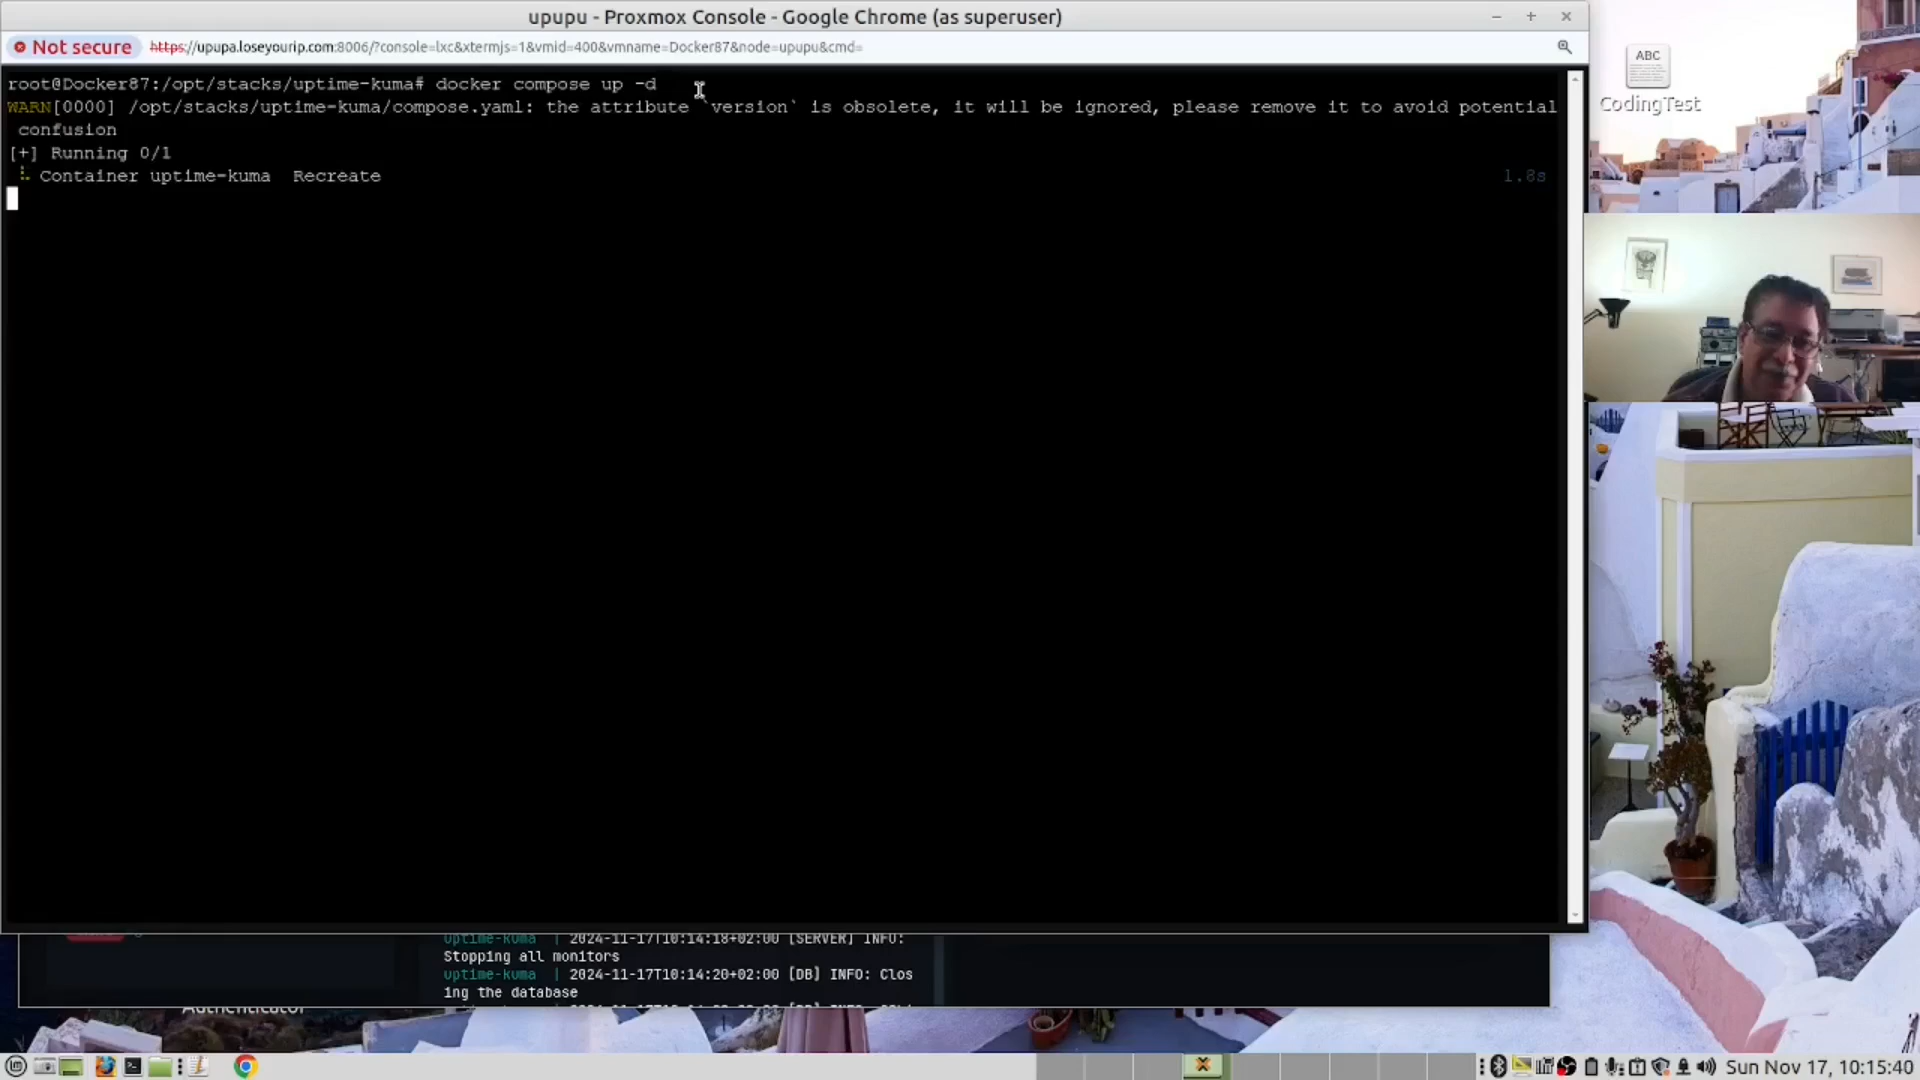 upupu - Proxmox Console - Google Chrome (as superuser)
Not secure https://upupa.loseyourip.com:8006/?console=lxc&xtermjs=1&vmid=400&vmname=Docker87&node=upupu&cmd=
root@Docker87:/opt/stacks/uptime-kuma# docker compose up -d
WARN[0000] /opt/stacks/uptime-kuma/compose.yaml: the attribute `version` is obsolete, it will be ignored, please remove it to avoid potential
confusion
[+] Running 0/1
Container uptime-kuma Recreate 1.8s
ABC
CodingTest
uptime-kuma | 2024-11-17T10:14:18+02:00 [SERVER] INFO:
Stopping all monitors
uptime-kuma | 2024-11-17T10:14:20+02:00 [DB] INFO: Clos
ing the database
Authenticator
Sun Nov 17, 10:15:40